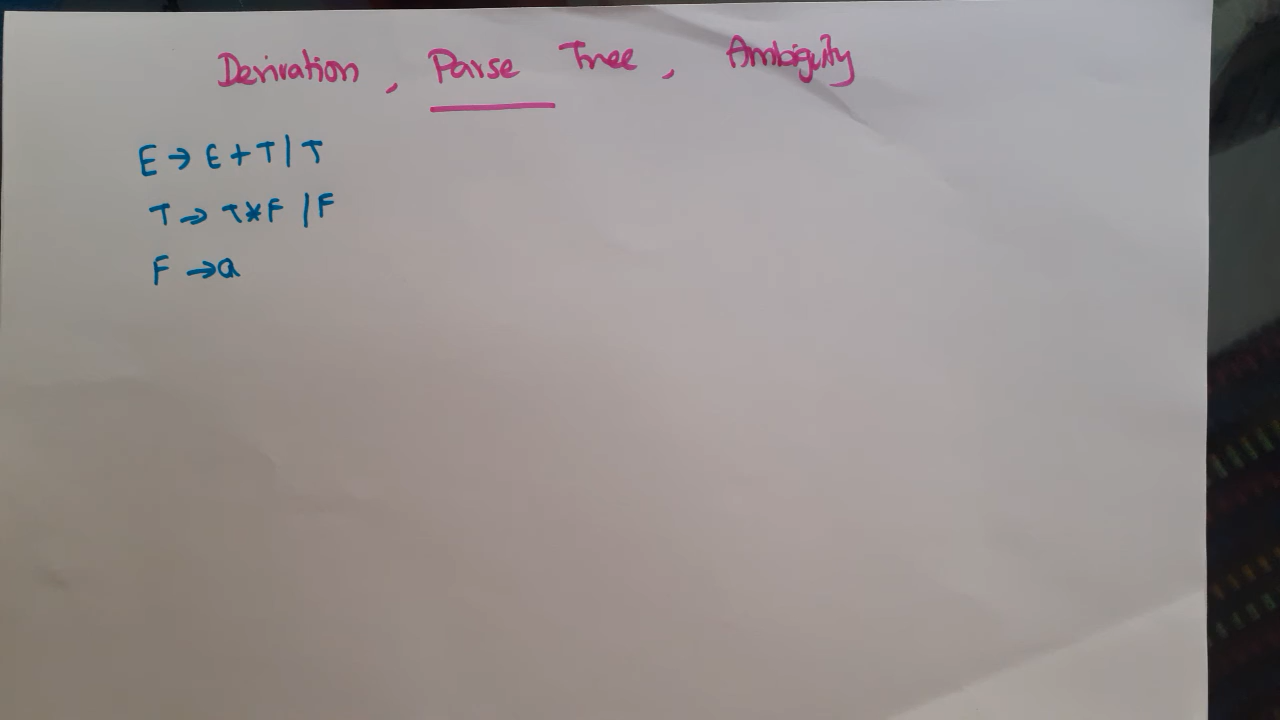 Derivation, Parse Tree, Ambiguity
E → E + T | T
T → T * F | F
F → a